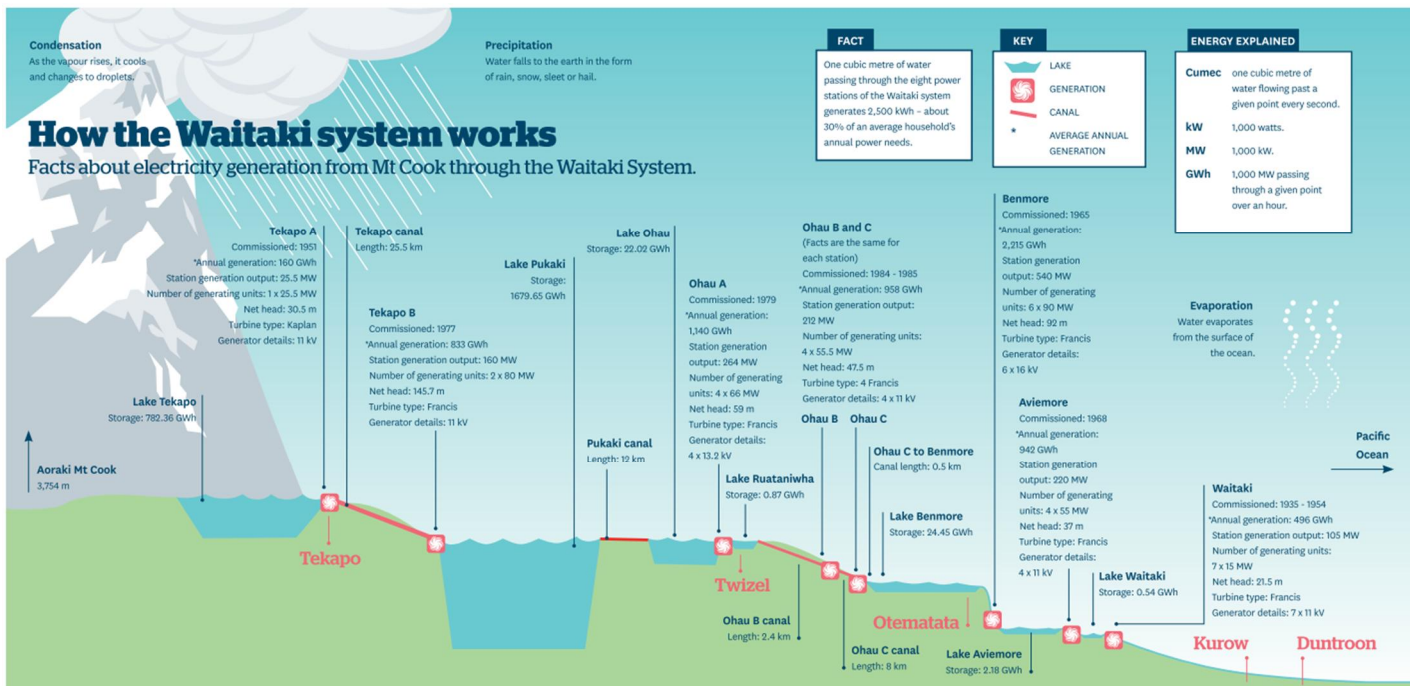 Condensation
As the vapour rises, it cools
and changes to droplets.
Precipitation
Water falls to the earth in the form
of rain, snow, sleet or hail.
How the Waitaki system works
Facts about electricity generation from Mt Cook through the Waitaki System.
FACT
One cubic metre of water
passing through the eight power
stations of the Waitaki system
generates 2,500 kWh – about
30% of an average household's
annual power needs.
KEY
LAKE
GENERATION
CANAL
* AVERAGE ANNUAL
GENERATION
ENERGY EXPLAINED
Cumec one cubic metre of
water flowing past a
given point every second.
kW 1,000 watts.
MW 1,000 kW.
GWh 1,000 MW passing
through a given point
over an hour.
Aoraki Mt Cook
3,754 m
Lake Tekapo
Storage: 782.36 GWh
Tekapo A
Commissioned: 1951
*Annual generation: 160 GWh
Station generation output: 25.5 MW
Number of generating units: 1 x 25.5 MW
Net head: 30.5 m
Turbine type: Kaplan
Generator details: 11 kV
Tekapo
Tekapo canal
Length: 25.5 km
Tekapo B
Commissioned: 1977
*Annual generation: 833 GWh
Station generation output: 160 MW
Number of generating units: 2 x 80 MW
Net head: 145.7 m
Turbine type: Francis
Generator details: 11 kV
Lake Pukaki
Storage:
1679.65 GWh
Pukaki canal
Length: 12 km
Lake Ohau
Storage: 22.02 GWh
Ohau A
Commissioned: 1979
*Annual generation:
1,140 GWh
Station generation
output: 264 MW
Number of generating
units: 4 x 66 MW
Net head: 59 m
Turbine type: Francis
Generator details:
4 x 13.2 kV
Twizel
Lake Ruataniwha
Storage: 0.87 GWh
Ohau B and C
(Facts are the same for
each station)
Commissioned: 1984 - 1985
*Annual generation: 958 GWh
Station generation output:
212 MW
Number of generating units:
4 x 55.5 MW
Net head: 47.5 m
Turbine type: 4 Francis
Generator details: 4 x 11 kV
Ohau B
Ohau C
Ohau B canal
Length: 2.4 km
Ohau C canal
Length: 8 km
Ohau C to Benmore
Canal length: 0.5 km
Lake Benmore
Storage: 24.45 GWh
Otematata
Benmore
Commissioned: 1965
*Annual generation:
2,215 GWh
Station generation
output: 540 MW
Number of generating
units: 6 x 90 MW
Net head: 92 m
Turbine type: Francis
Generator details:
6 x 16 kV
Lake Aviemore
Storage: 2.18 GWh
Aviemore
Commissioned: 1968
*Annual generation:
942 GWh
Station generation
output: 220 MW
Number of generating
units: 4 x 55 MW
Net head: 37 m
Turbine type: Francis
Generator details:
4 x 11 kV
Lake Waitaki
Storage: 0.54 GWh
Waitaki
Commissioned: 1935 - 1954
*Annual generation: 496 GWh
Station generation output: 105 MW
Number of generating units:
7 x 15 MW
Net head: 21.5 m
Turbine type: Francis
Generator details: 7 x 11 kV
Evaporation
Water evaporates
from the surface of
the ocean.
Pacific
Ocean
Kurow
Duntroon